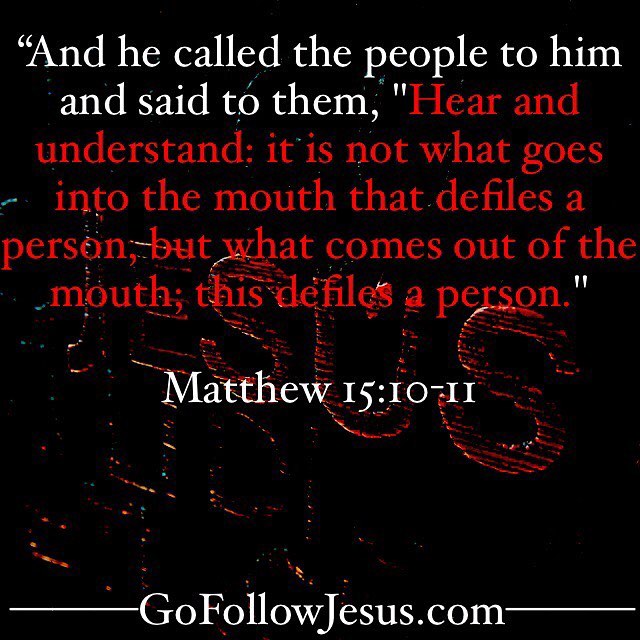 “And he called the people to him
and said to them, "Hear and
understand: it is not what goes
into the mouth that defiles a
person, but what comes out of the
mouth; this defiles a person."
JESUS
Matthew 15:10-11
GoFollowJesus.com